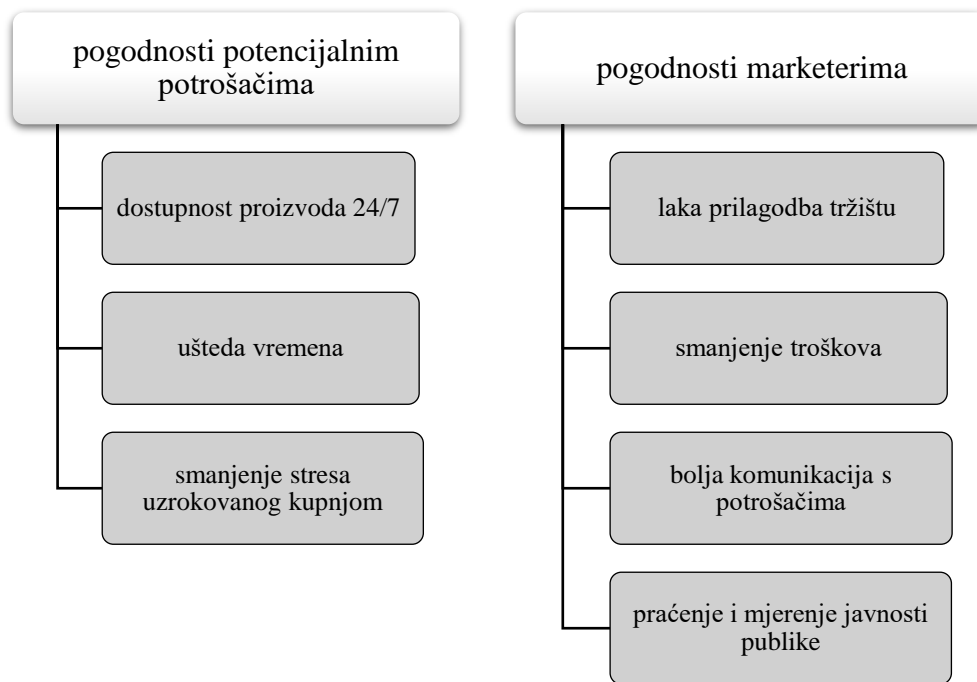 pogodnosti potencijalnim
potrošačima
dostupnost proizvoda 24/7
ušteda vremena
smanjenje stresa
uzrokovanog kupnjom
pogodnosti marketerima
laka prilagodba tržištu
smanjenje troškova
bolja komunikacija s
potrošačima
praćenje i mjerenje javnosti
publike